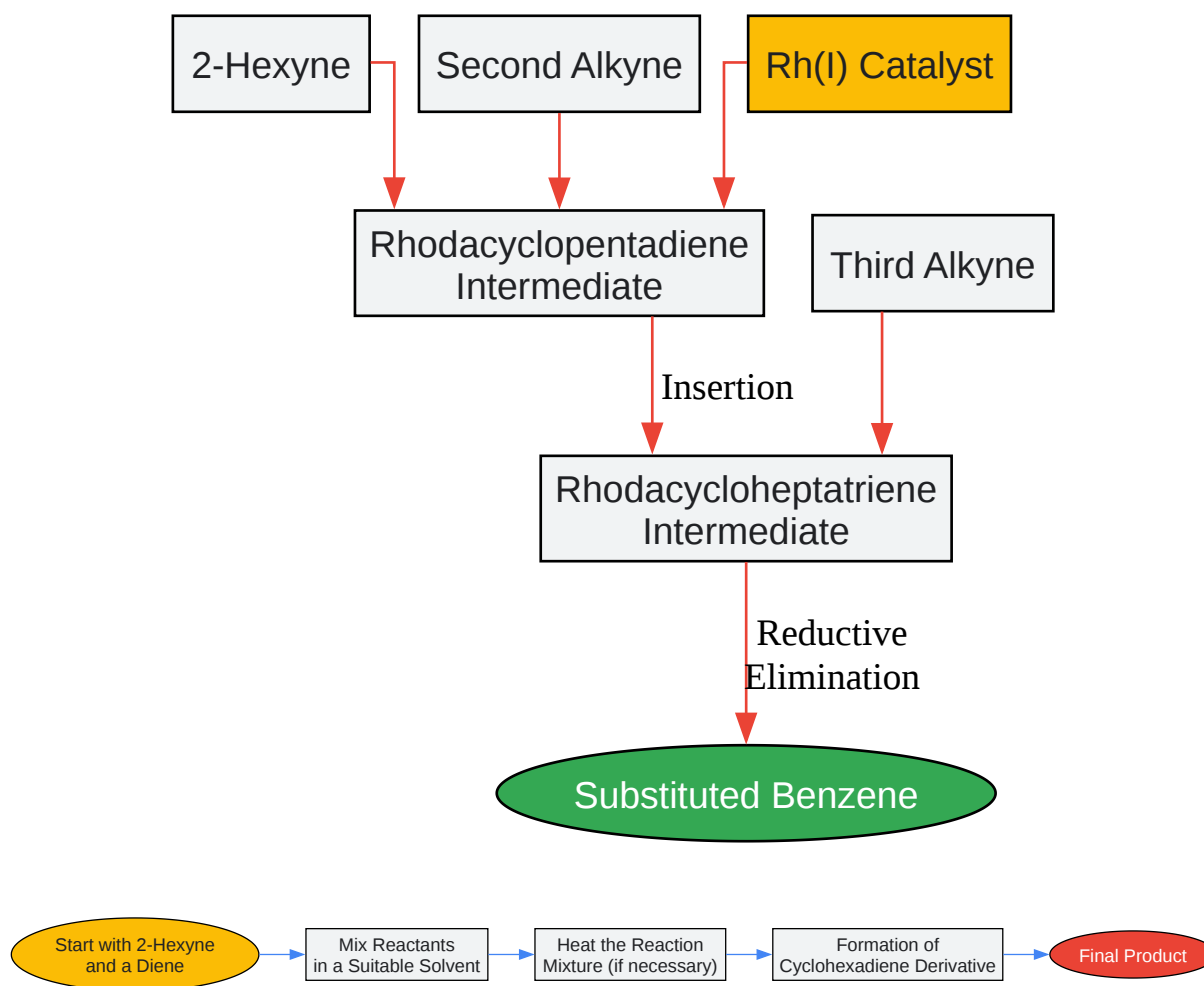 2-Hexyne
Second Alkyne
Rh(I) Catalyst
Rhodacyclopentadiene
Intermediate
Third Alkyne
Insertion
Rhodacycloheptatriene
Intermediate
Reductive
Elimination
Substituted Benzene
Start with 2-Hexyne
and a Diene
Mix Reactants
in a Suitable Solvent
Heat the Reaction
Mixture (if necessary)
Formation of
Cyclohexadiene Derivative
Final Product